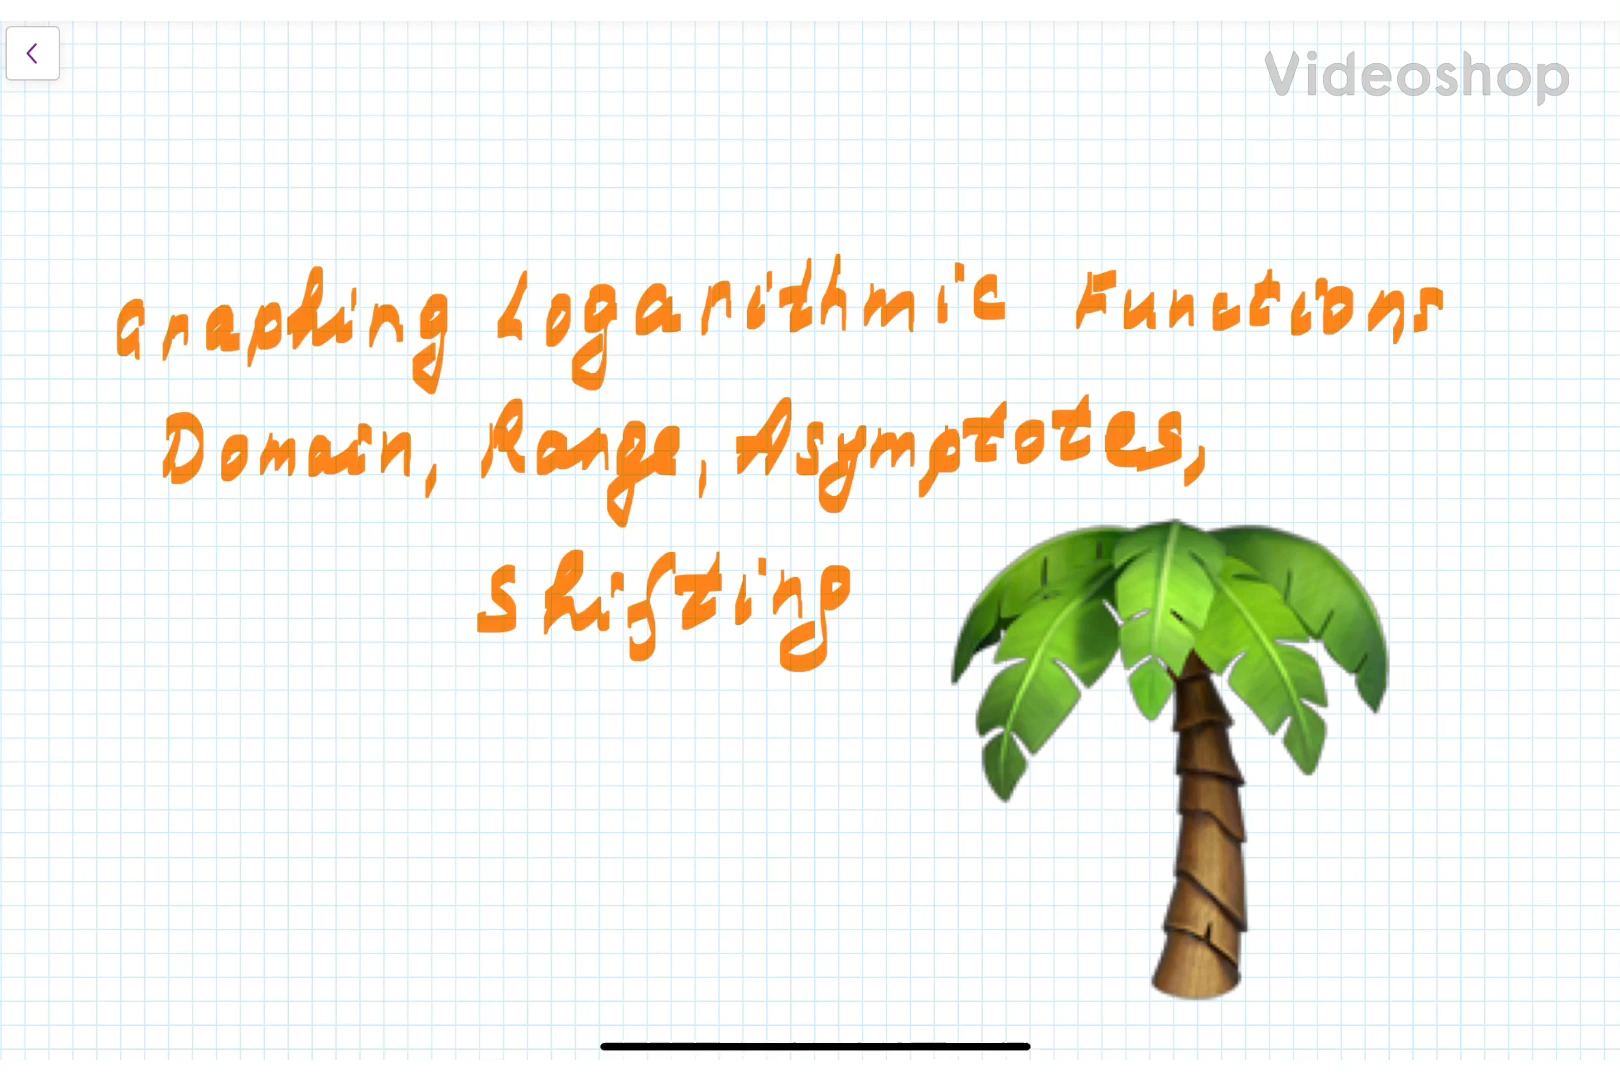 Videoshop
Graphing Logarithmic Functions
Domain, Range, Asymptotes,
Shifting